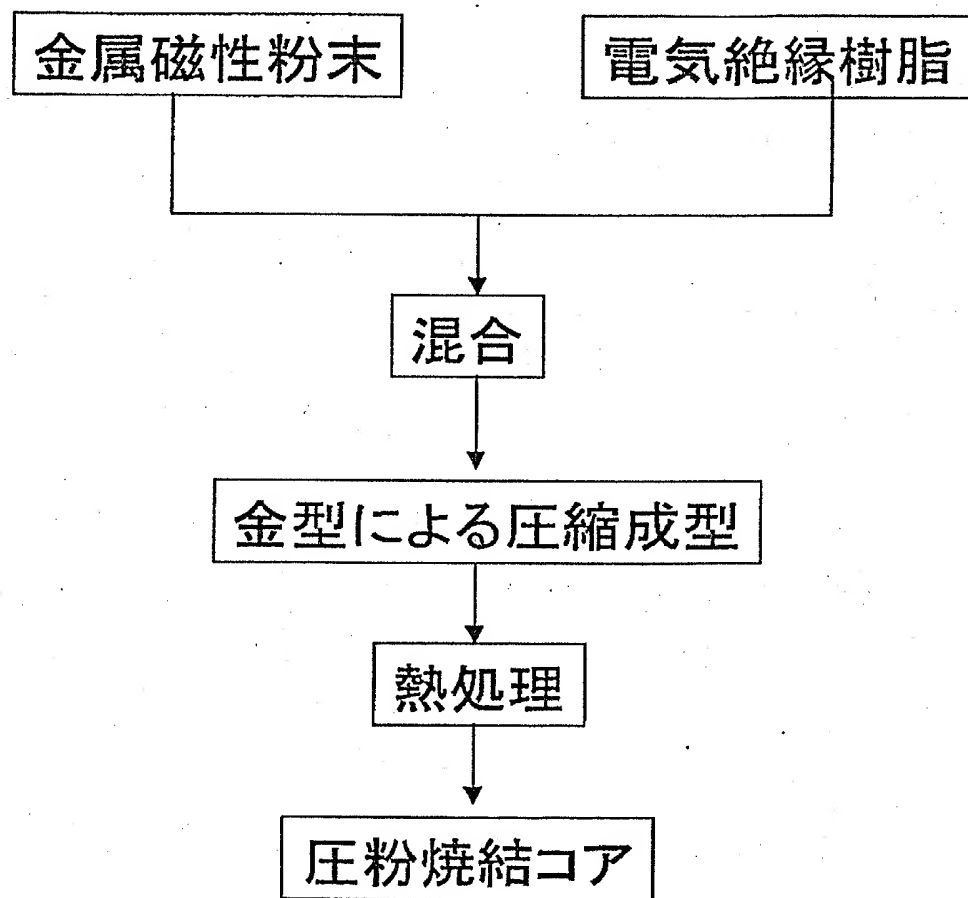 金属磁性粉末
電気絶縁樹脂
混合
金型による圧縮成型
熱処理
圧粉焼結コア